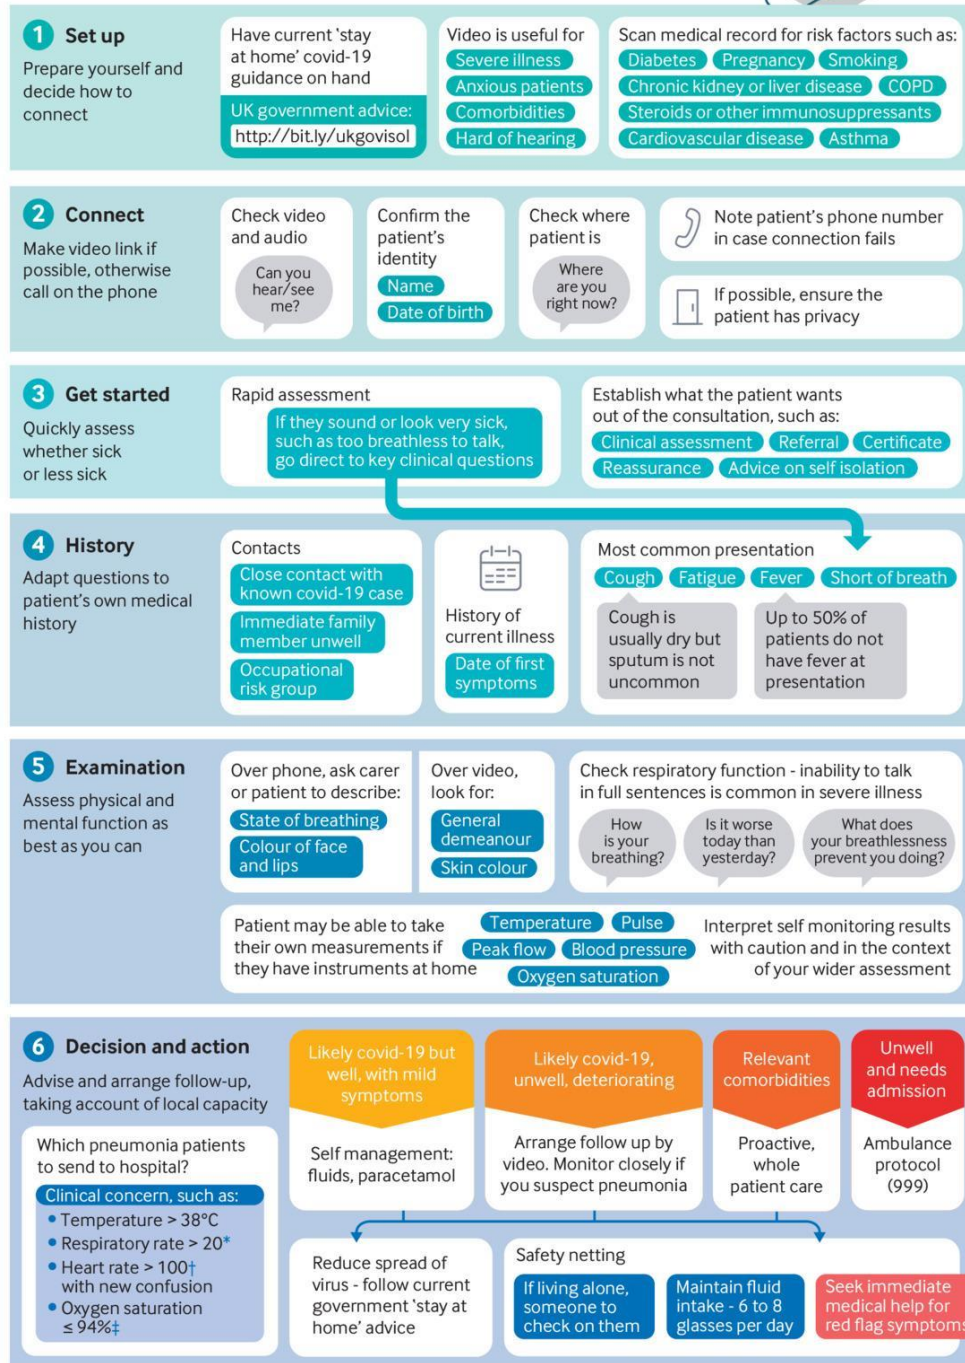 1 Set up
Prepare yourself and
decide how to
connect
Have current 'stay
at home' covid-19
guidance on hand
UK government advice:
http://bit.ly/ukgovisol
Video is useful for
Severe illness
Anxious patients
Comorbidities
Hard of hearing
Scan medical record for risk factors such as:
Diabetes Pregnancy Smoking
Chronic kidney or liver disease COPD
Steroids or other immunosuppressants
Cardiovascular disease Asthma
2 Connect
Make video link if
possible, otherwise
call on the phone
Check video
and audio
Can you
hear/see
me?
Confirm the
patient's
identity
Name
Date of birth
Check where
patient is
Where
are you
right now?
Note patient's phone number
in case connection fails
If possible, ensure the
patient has privacy
3 Get started
Quickly assess
whether sick
or less sick
Rapid assessment
If they sound or look very sick,
such as too breathless to talk,
go direct to key clinical questions
Establish what the patient wants
out of the consultation, such as:
Clinical assessment Referral Certificate
Reassurance Advice on self isolation
4 History
Adapt questions to
patient's own medical
history
Contacts
Close contact with
known covid-19 case
Immediate family
member unwell
Occupational
risk group
History of
current illness
Date of first
symptoms
Most common presentation
Cough Fatigue Fever Short of breath
Cough is
usually dry but
sputum is not
uncommon
Up to 50% of
patients do not
have fever at
presentation
5 Examination
Assess physical and
mental function as
best as you can
Over phone, ask carer
or patient to describe:
State of breathing
Colour of face
and lips
Over video,
look for:
General
demeanour
Skin colour
Check respiratory function - inability to talk
in full sentences is common in severe illness
How
is your
breathing?
Is it worse
today than
yesterday?
What does
your breathlessness
prevent you doing?
Patient may be able to take
their own measurements if
they have instruments at home
Temperature Pulse
Peak flow Blood pressure
Oxygen saturation
Interpret self monitoring results
with caution and in the context
of your wider assessment
6 Decision and action
Advise and arrange follow-up,
taking account of local capacity
Which pneumonia patients
to send to hospital?
Clinical concern, such as:
• Temperature > 38°C
• Respiratory rate > 20*
• Heart rate > 100†
with new confusion
• Oxygen saturation
≤ 94%‡
Likely covid-19 but
well, with mild
symptoms
Self management:
fluids, paracetamol
Likely covid-19,
unwell, deteriorating
Arrange follow up by
video. Monitor closely if
you suspect pneumonia
Relevant
comorbidities
Proactive,
whole
patient care
Unwell
and needs
admission
Ambulance
protocol
(999)
Reduce spread of
virus - follow current
government 'stay at
home' advice
Safety netting
If living alone,
someone to
check on them
Maintain fluid
intake - 6 to 8
glasses per day
Seek immediate
medical help for
red flag symptoms